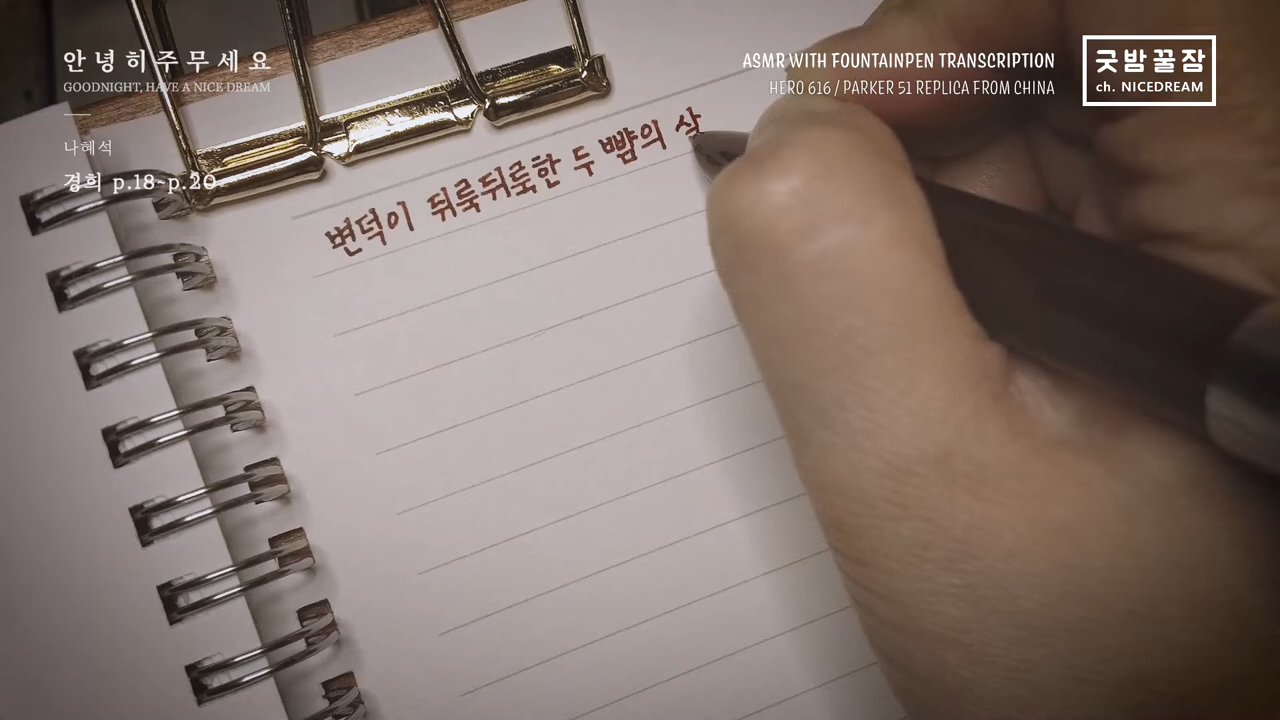 안녕히주무세요
GOODNIGHT, HAVE A NICE DREAM
나혜석
경희 p.18~p.20
ASMR WITH FOUNTAINPEN TRANSCRIPTION
HERO 616 / PARKER 51 REPLICA FROM CHINA
굿밤꿀잠
ch. NICEDREAM
변덕이 뒤룩뒤룩한 두 뺨의 살